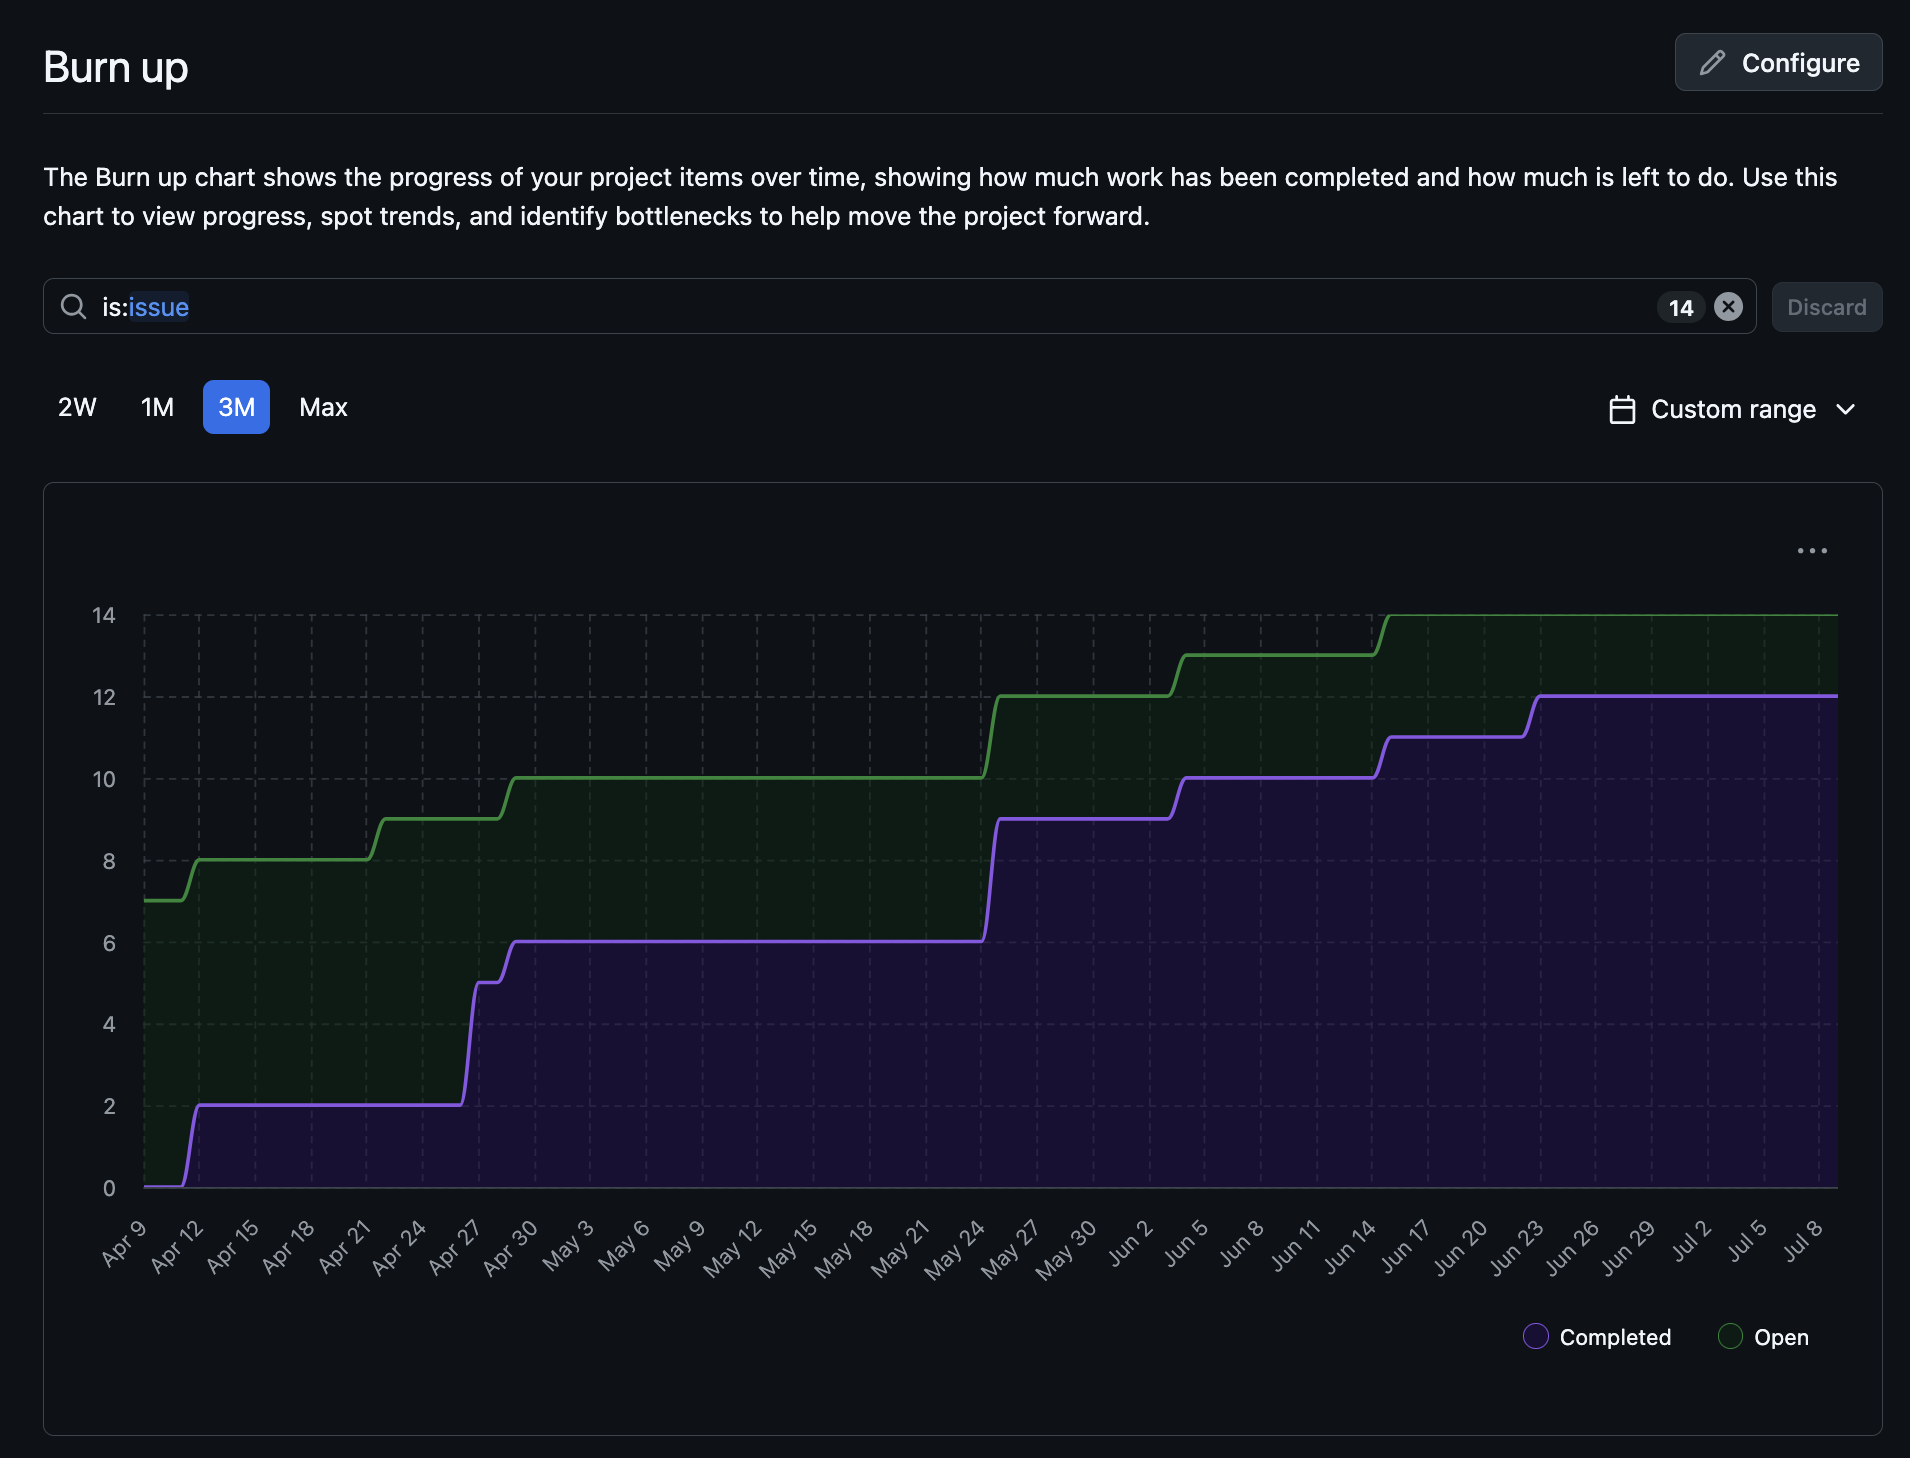 Burn up
Configure
The Burn up chart shows the progress of your project items over time, showing how much work has been completed and how much is left to do. Use this
chart to view progress, spot trends, and identify bottlenecks to help move the project forward.
is:issue
14
Discard
2W 1M 3M Max
Custom range
14
12
10
8
6
4
2
0
Apr 9 Apr 12 Apr 15 Apr 18 Apr 21 Apr 24 Apr 27 Apr 30 May 3 May 6 May 9 May 12 May 15 May 18 May 21 May 24 May 27 May 30 Jun 2 Jun 5 Jun 8 Jun 11 Jun 14 Jun 17 Jun 20 Jun 23 Jun 26 Jun 29 Jul 2 Jul 5 Jul 8
Completed Open